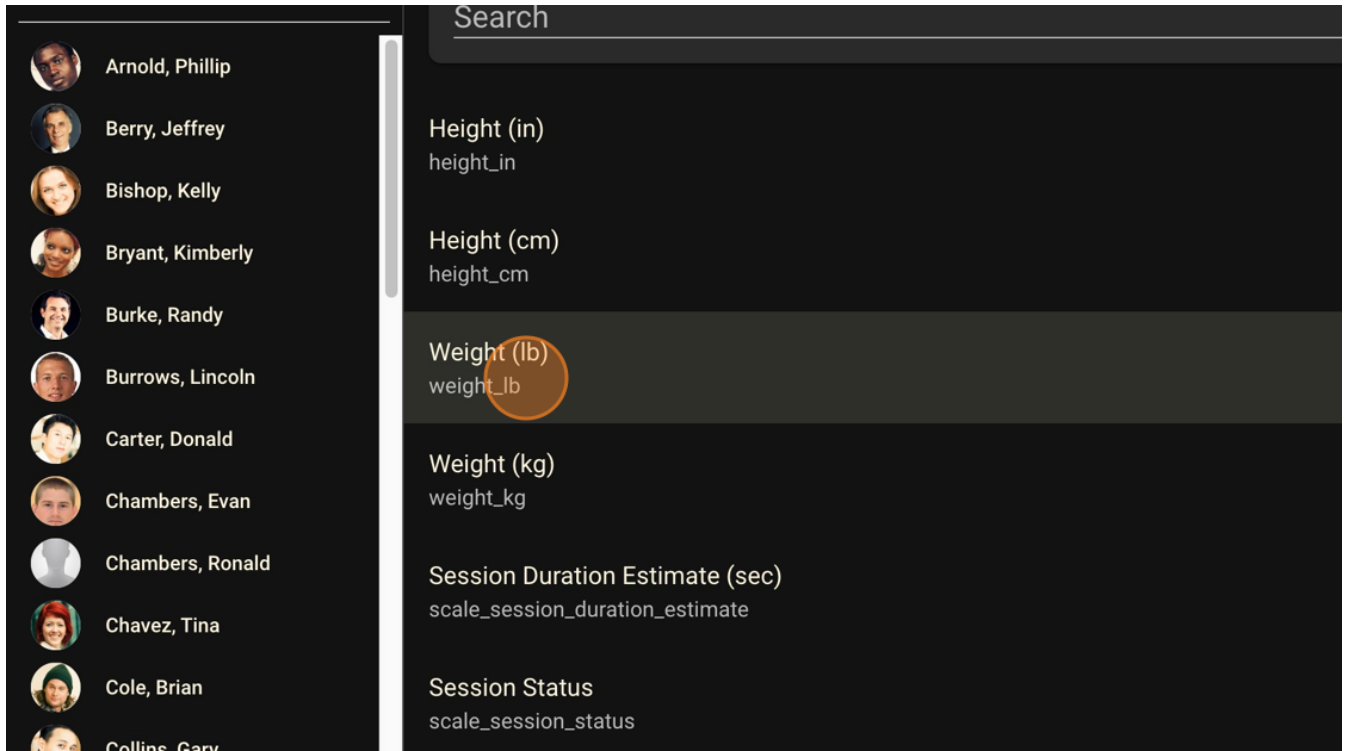 Arnold, Phillip
Berry, Jeffrey
Bishop, Kelly
Bryant, Kimberly
Burke, Randy
Burrows, Lincoln
Carter, Donald
Chambers, Evan
Chambers, Ronald
Chavez, Tina
Cole, Brian
Collins, Gary
Search
Height (in)
height_in
Height (cm)
height_cm
Weight (lb)
weight_lb
Weight (kg)
weight_kg
Session Duration Estimate (sec)
scale_session_duration_estimate
Session Status
scale_session_status